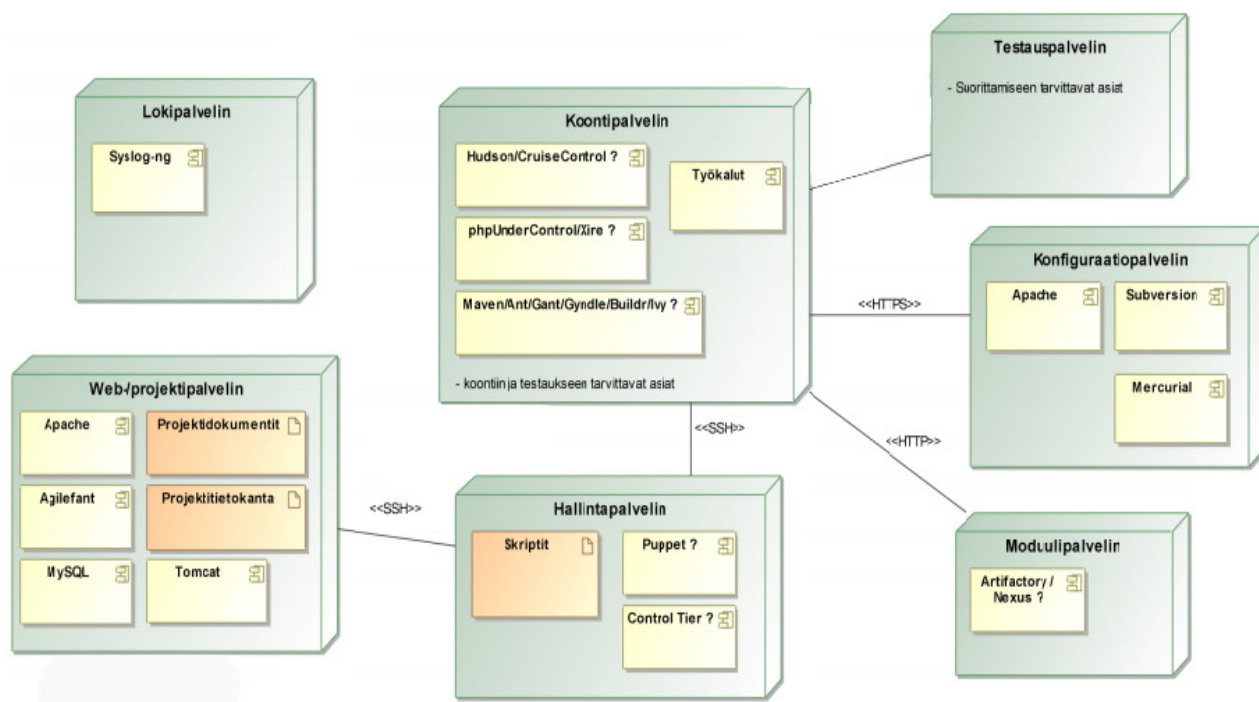 Testauspalvelin
- Suorittamiseen tarvittavat asiat
Lokipalvelin
Syslog-ng
Koontipalvelin
Hudson/CruiseControl ?
Työkalut
phpUnderControl/Xire ?
Maven/Ant/Gant/Gyndle/Buildr/Ivy ?
- koontiin ja testaukseen tarvittavat asiat
Konfiguraatiopalvelin
Apache
Subversion
Mercurial
<<HTTPS>>
<<HTTP>>
<<SSH>>
Web-/projektipalvelin
Apache
Projektidokumentit
Agilefant
Projektitietokanta
MySQL
Tomcat
<<SSH>>
Hallintapalvelin
Skriptit
Puppet ?
Control Tier ?
Moduulipalvelin
Artifactory /
Nexus ?